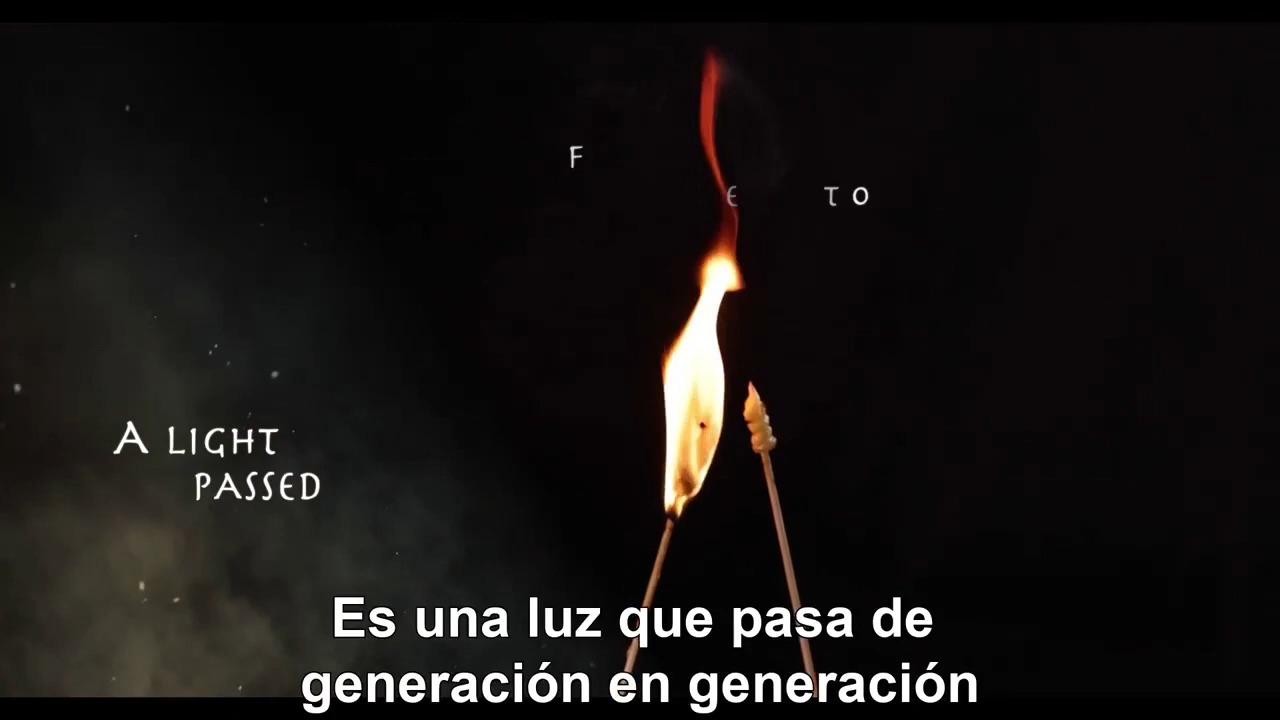 A LIGHT
PASSED
F
E TO
Es una luz que pasa de
generación en generación